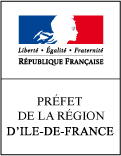 Liberté • Égalité • Fraternité
RÉPUBLIQUE FRANÇAISE
PRÉFET
DE LA RÉGION
D'ILE-DE-FRANCE